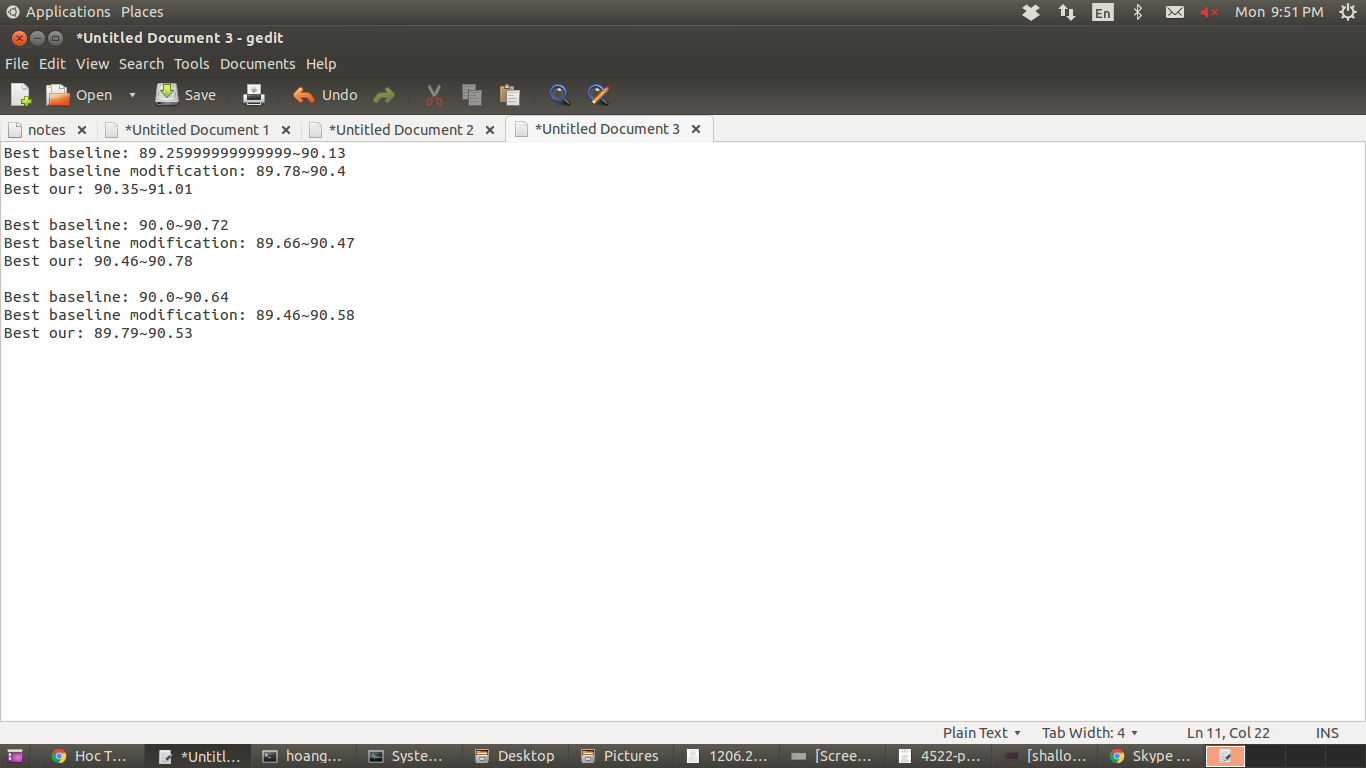 Applications Places En Mon 9:51 PM
*Untitled Document 3 - gedit
File Edit View Search Tools Documents Help
Open Save Undo
notes *Untitled Document 1 *Untitled Document 2 *Untitled Document 3
Best baseline: 89.25999999999999~90.13
Best baseline modification: 89.78~90.4
Best our: 90.35~91.01
Best baseline: 90.0~90.72
Best baseline modification: 89.66~90.47
Best our: 90.46~90.78
Best baseline: 90.0~90.64
Best baseline modification: 89.46~90.58
Best our: 89.79~90.53
Plain Text Tab Width: 4 Ln 11, Col 22 INS
Hoc T... *Untitl... hoang... Syste... Desktop Pictures 1206.2... [Scree... 4522-p... [shallo... Skype ...